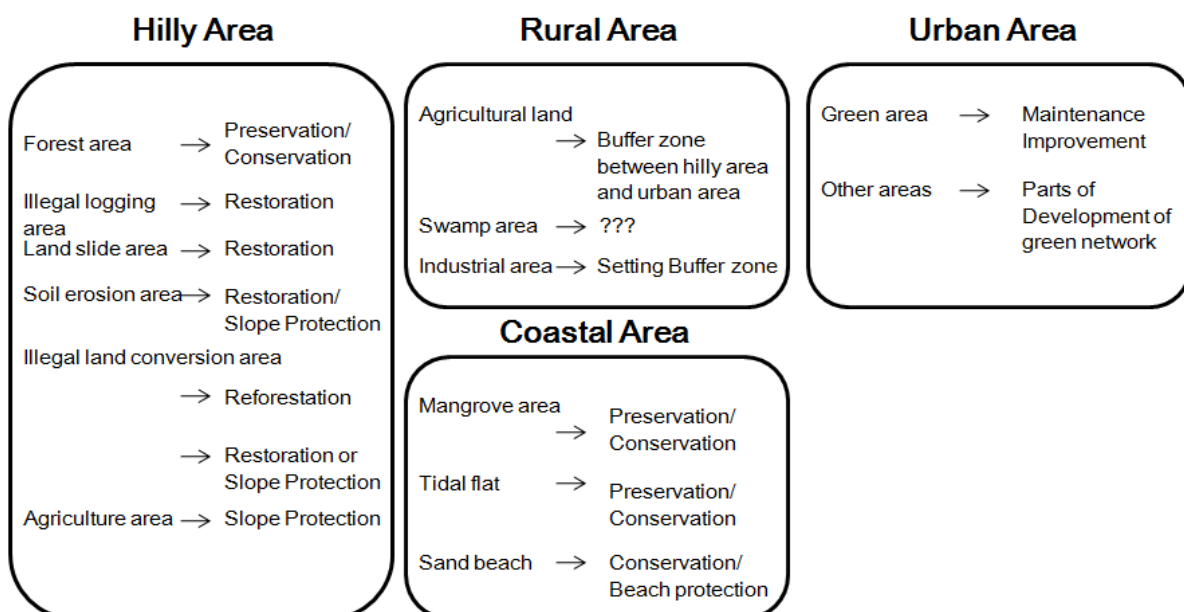 Hilly Area
Forest area → Preservation/
Conservation
Illegal logging → Restoration
area
Land slide area → Restoration
Soil erosion area → Restoration/
Slope Protection
Illegal land conversion area
→ Reforestation
→ Restoration or
Slope Protection
Agriculture area → Slope Protection
Rural Area
Agricultural land
→ Buffer zone
between hilly area
and urban area
Swamp area → ???
Industrial area → Setting Buffer zone
Coastal Area
Mangrove area
→ Preservation/
Conservation
Tidal flat → Preservation/
Conservation
Sand beach → Conservation/
Beach protection
Urban Area
Green area → Maintenance
Improvement
Other areas → Parts of
Development of
green network